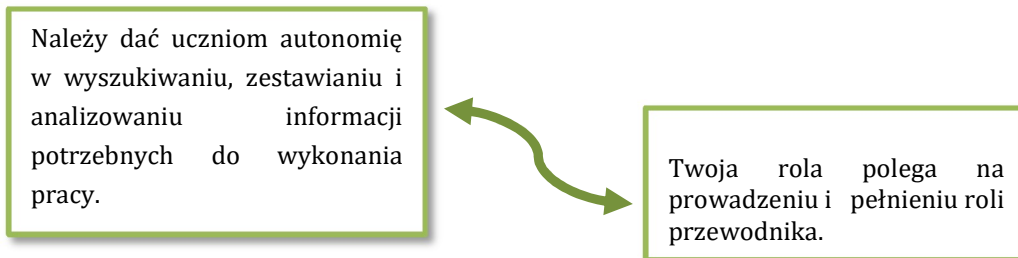 Należy dać uczniom autonomię
w wyszukiwaniu, zestawianiu i
analizowaniu informacji
potrzebnych do wykonania
pracy.
Twoja rola polega na
prowadzeniu i pełnieniu roli
przewodnika.